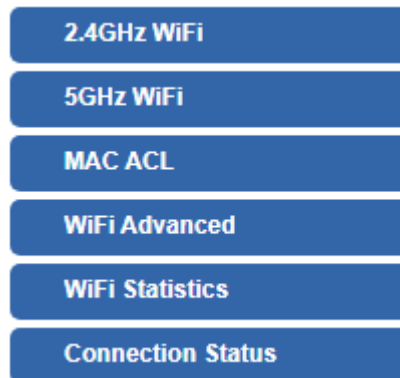 2.4GHz WiFi
5GHz WiFi
MAC ACL
WiFi Advanced
WiFi Statistics
Connection Status